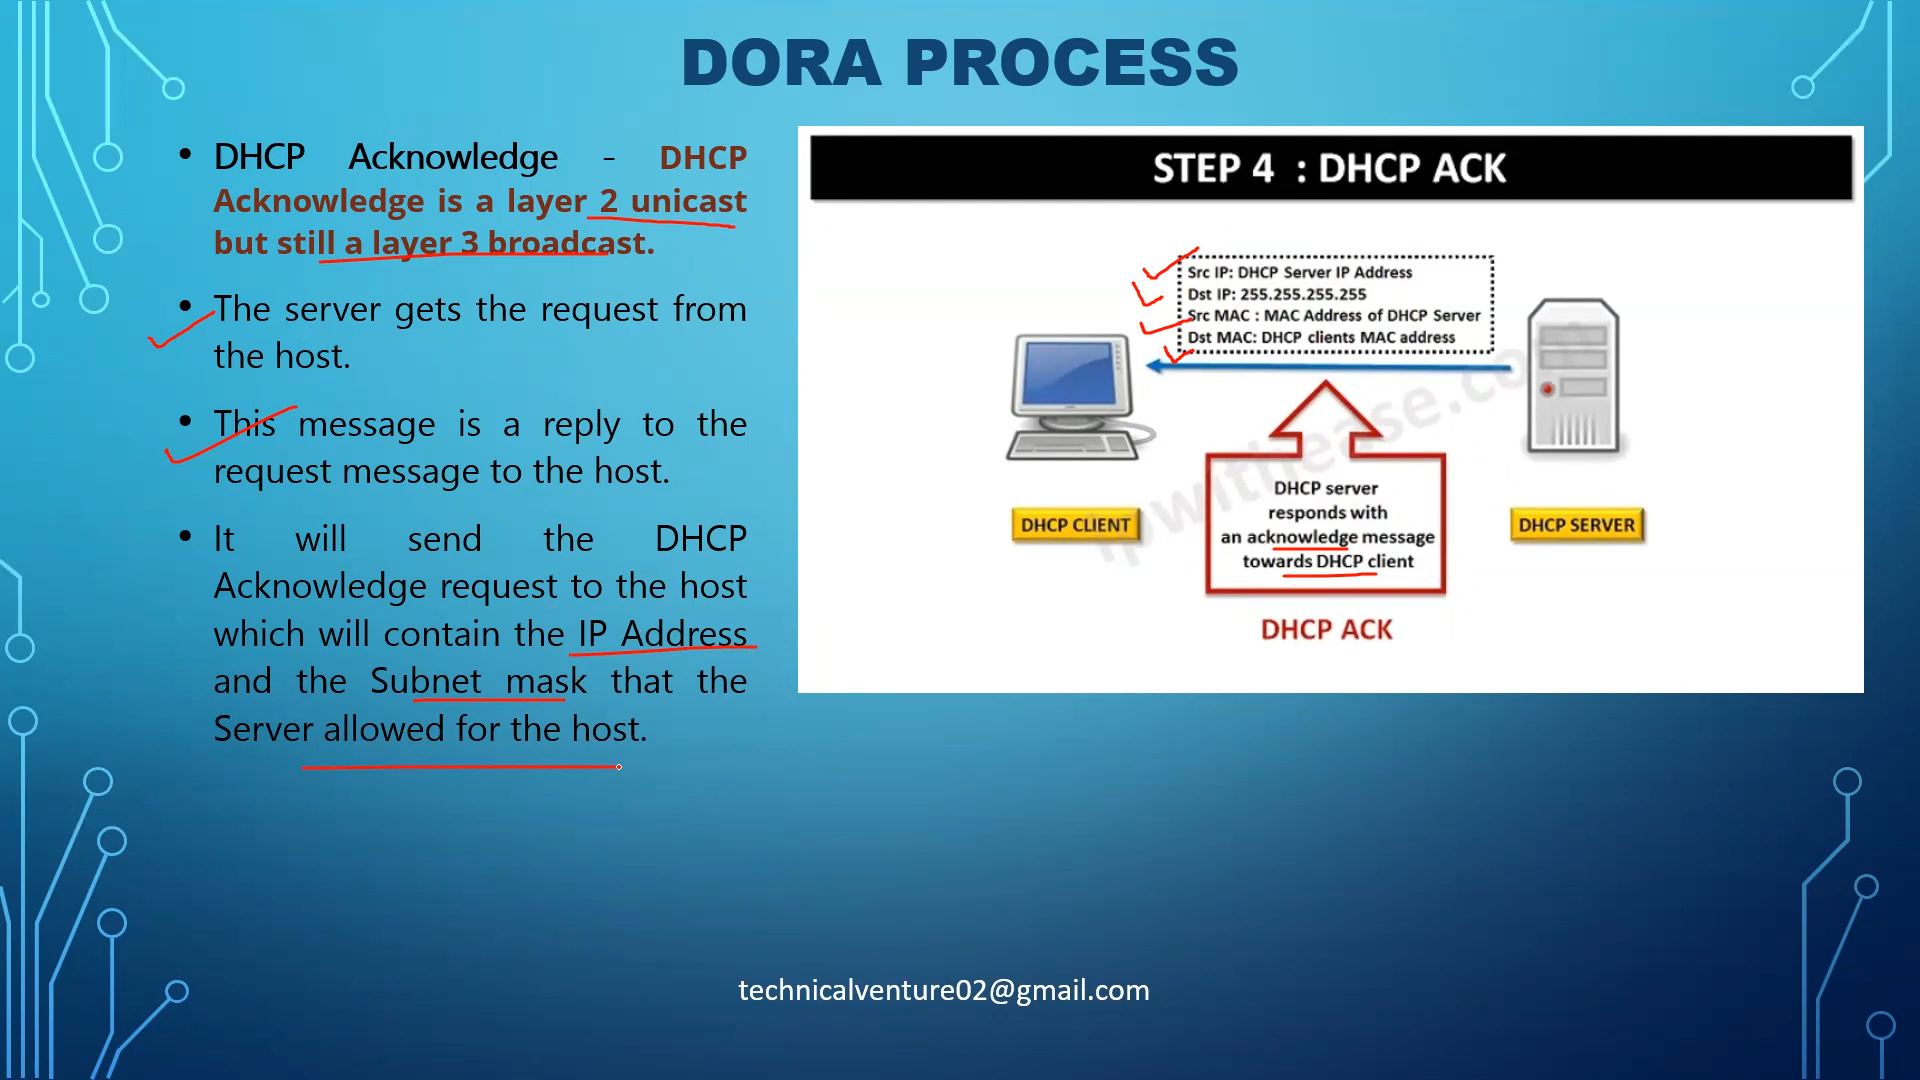 DORA PROCESS
• DHCP Acknowledge - DHCP
Acknowledge is a layer 2 unicast
but still a layer 3 broadcast.
• The server gets the request from
the host.
• This message is a reply to the
request message to the host.
• It will send the DHCP
Acknowledge request to the host
which will contain the IP Address
and the Subnet mask that the
Server allowed for the host.
STEP 4 : DHCP ACK
Src IP: DHCP Server IP Address
Dst IP: 255.255.255.255
Src MAC : MAC Address of DHCP Server
Dst MAC: DHCP clients MAC address
DHCP server
responds with
an acknowledge message
towards DHCP client
DHCP CLIENT
DHCP SERVER
DHCP ACK
ipwithease.com
technicalventure02@gmail.com